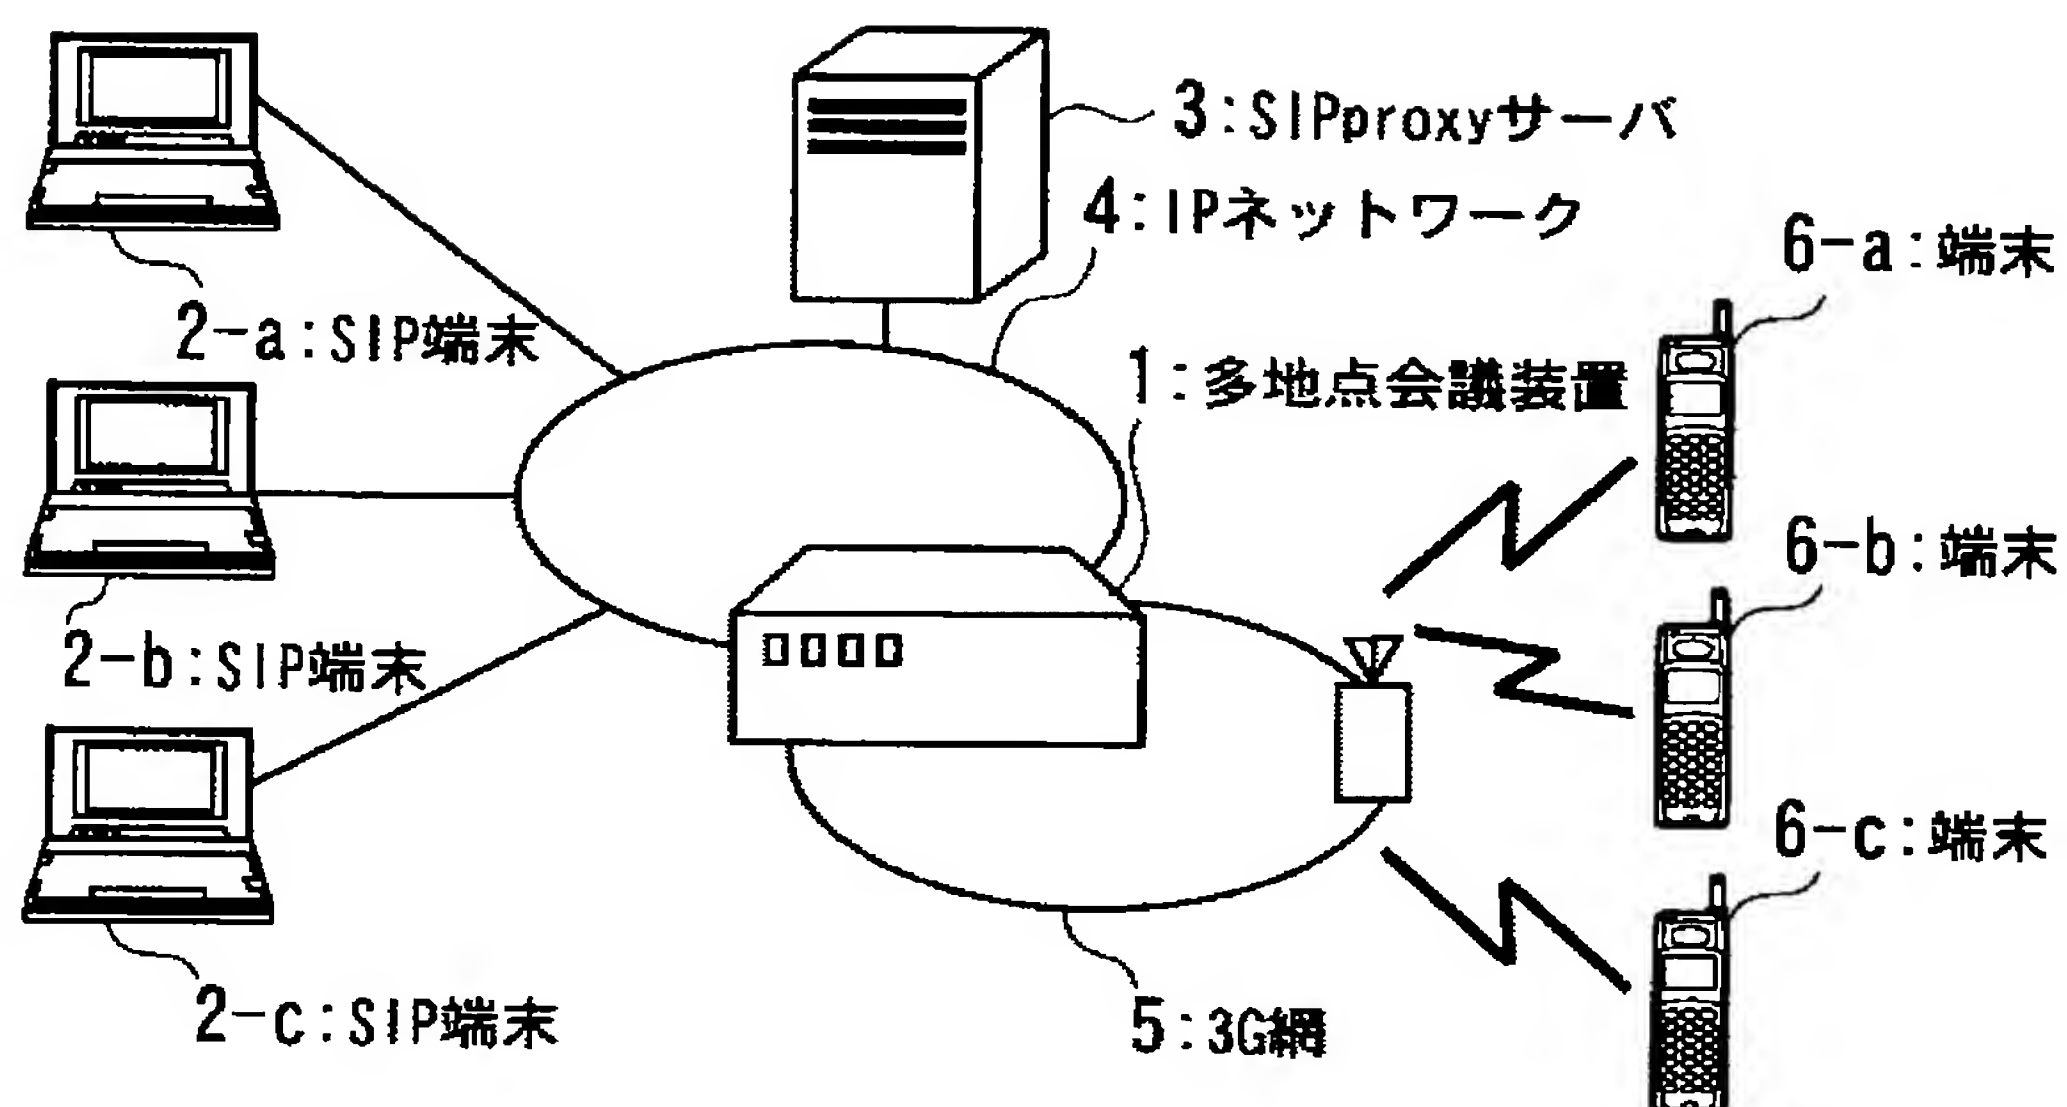 3:SIPproxyサーバ
4:IPネットワーク
6-a:端末
2-a:SIP端末
1:多地点会議装置
6-b:端末
2-b:SIP端末
6-c:端末
2-c:SIP端末
5:3G網